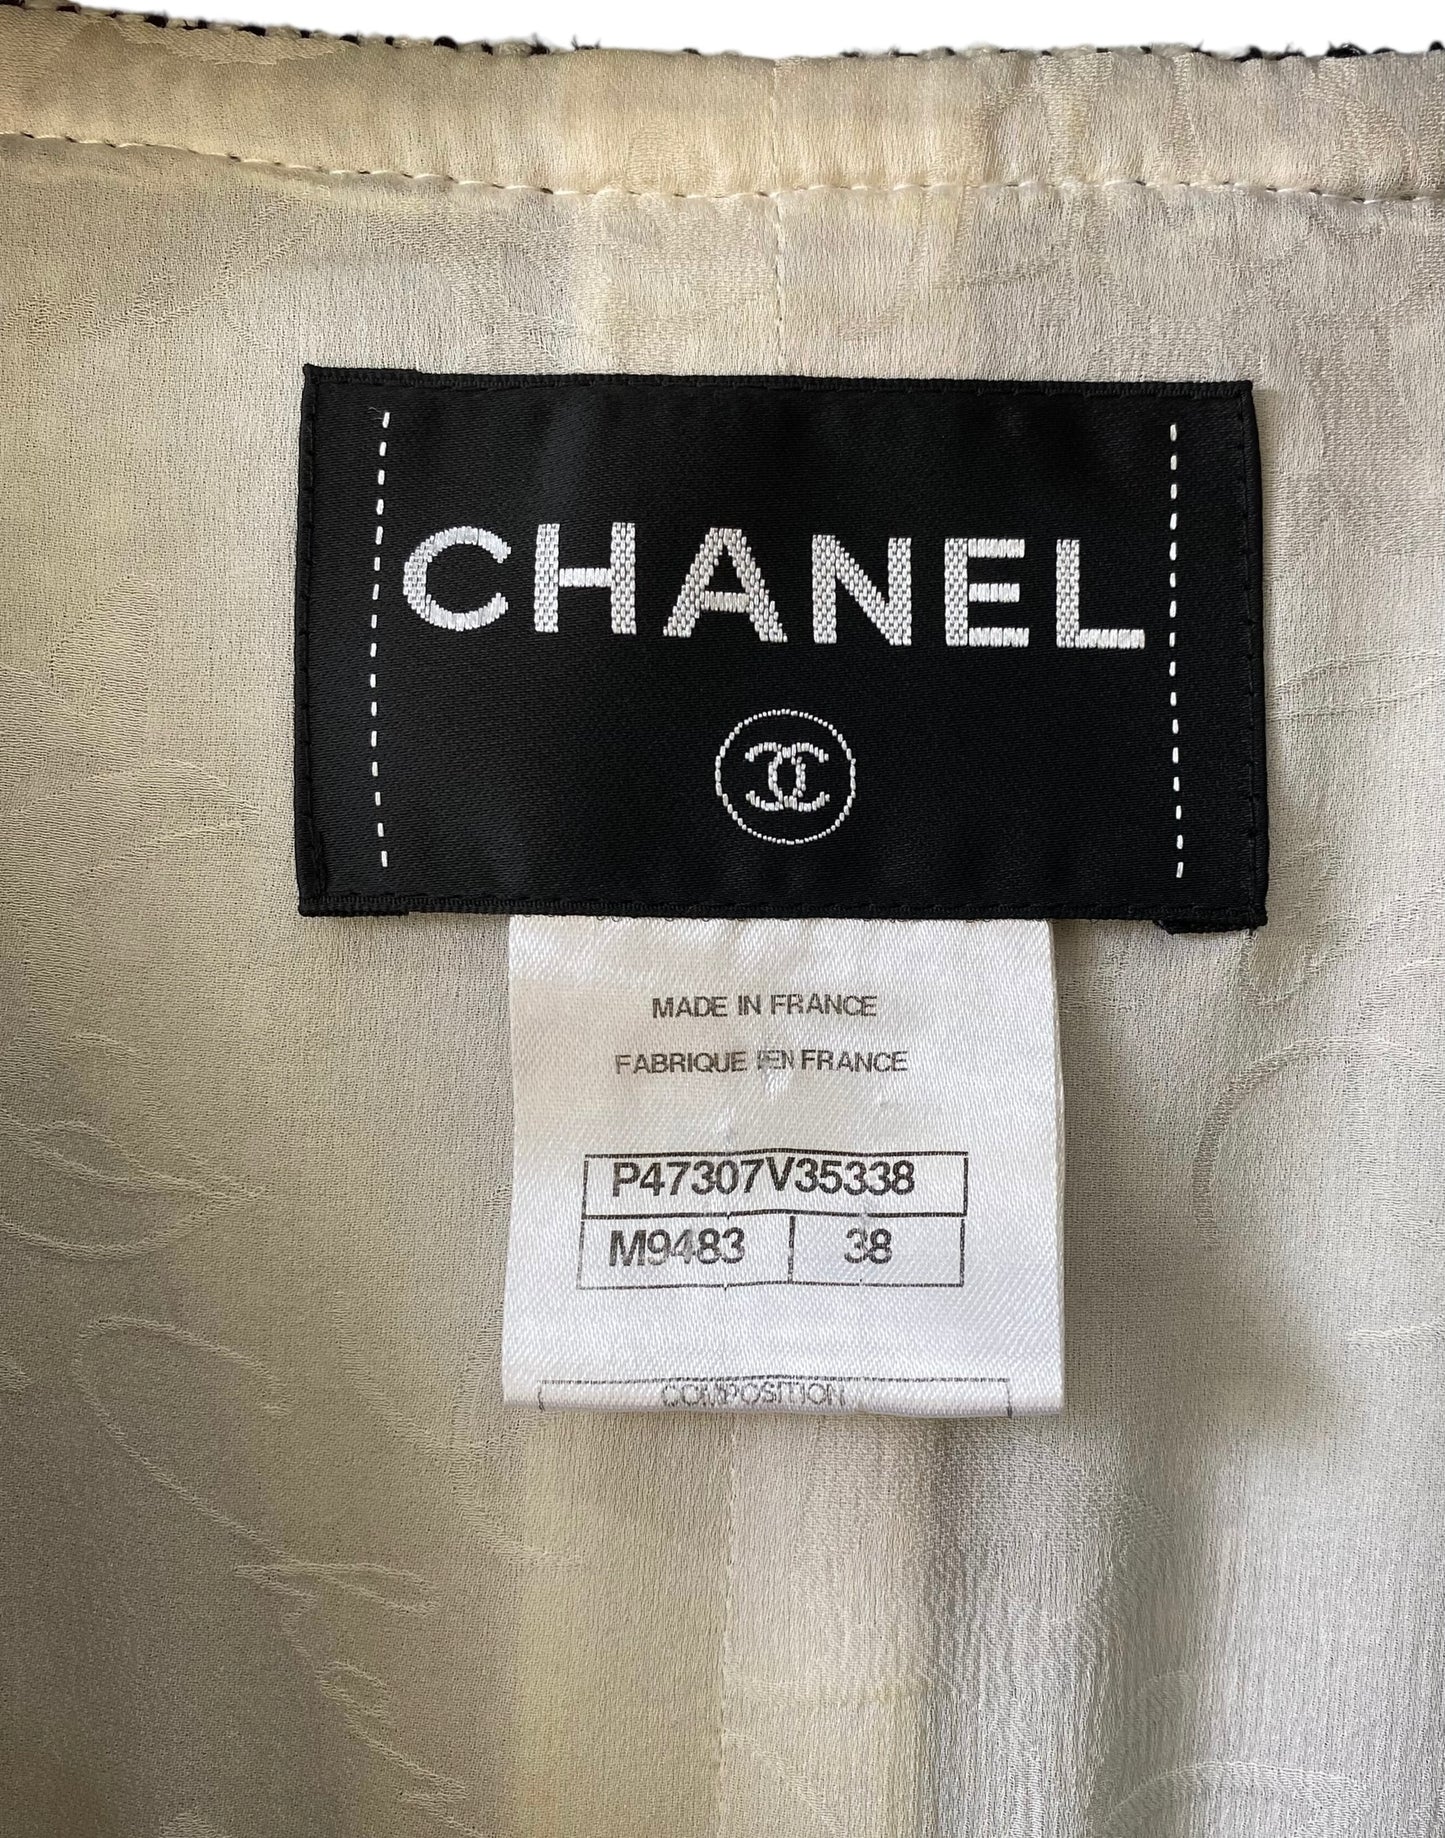 CHANEL
MADE IN FRANCE
FABRIQUE EN FRANCE
P47307V35338
M9483 38
COMPOSITION